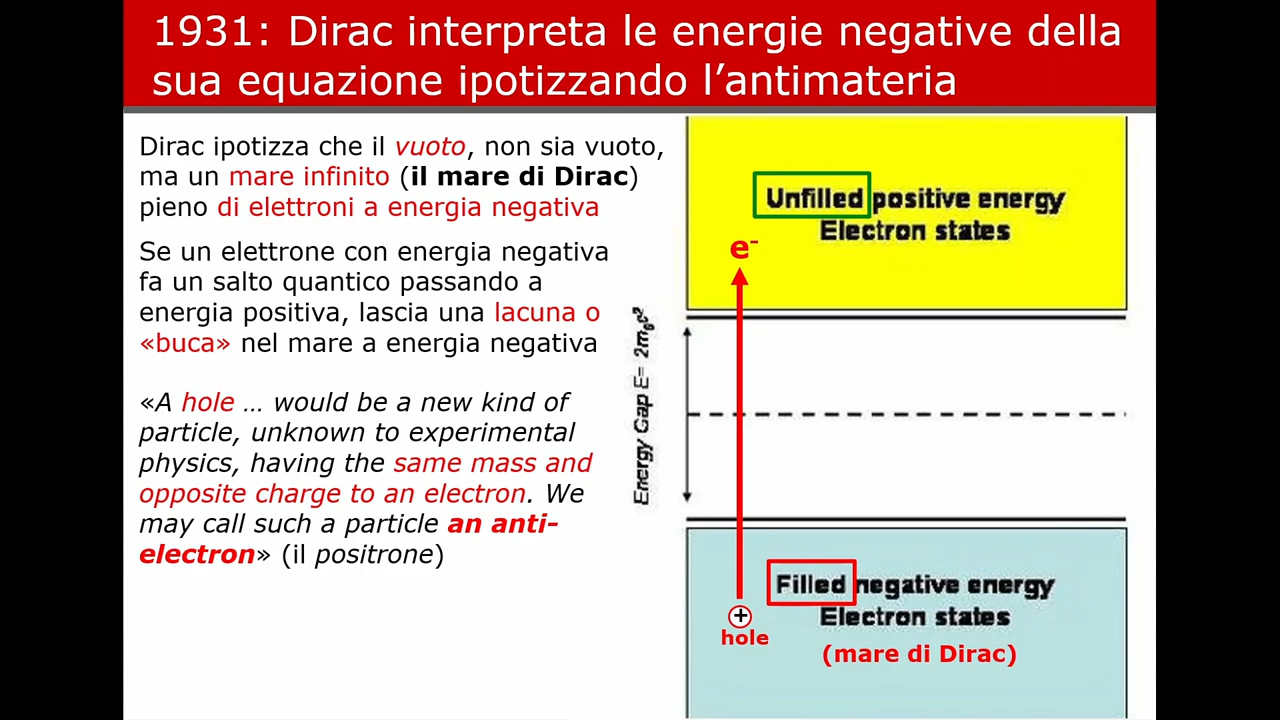 1931: Dirac interpreta le energie negative della
sua equazione ipotizzando l’antimateria
Dirac ipotizza che il vuoto, non sia vuoto,
ma un mare infinito (il mare di Dirac)
pieno di elettroni a energia negativa
Se un elettrone con energia negativa
fa un salto quantico passando a
energia positiva, lascia una lacuna o
«buca» nel mare a energia negativa
«A hole … would be a new kind of
particle, unknown to experimental
physics, having the same mass and
opposite charge to an electron. We
may call such a particle an anti-
electron» (il positrone)
Unfilled positive energy
Electron states
e⁻
Energy Gap E= 2m₀c²
Filled negative energy
Electron states
+
hole
(mare di Dirac)